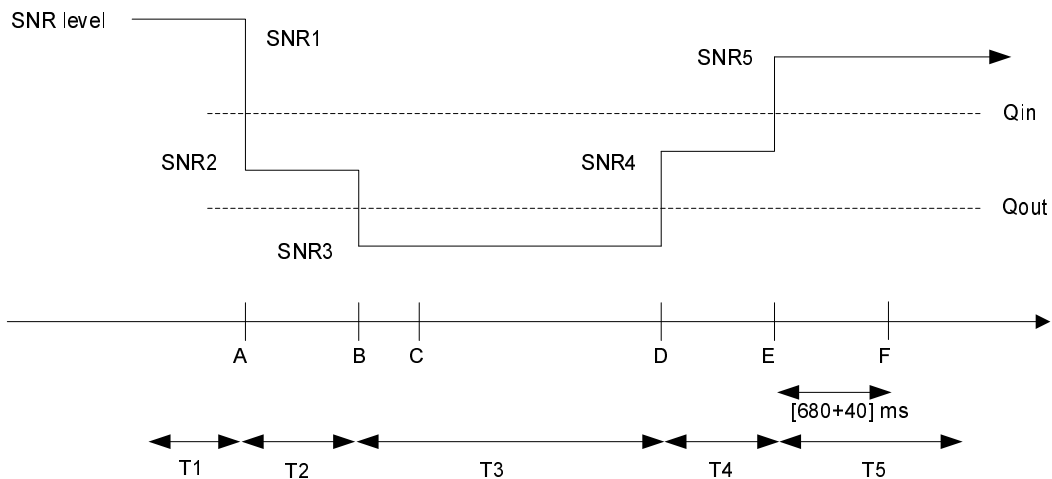 SNR level
SNR1
SNR5
Qin
SNR2
SNR4
Qout
SNR3
A
B
C
D
E
F
[680+40] ms
T1
T2
T3
T4
T5